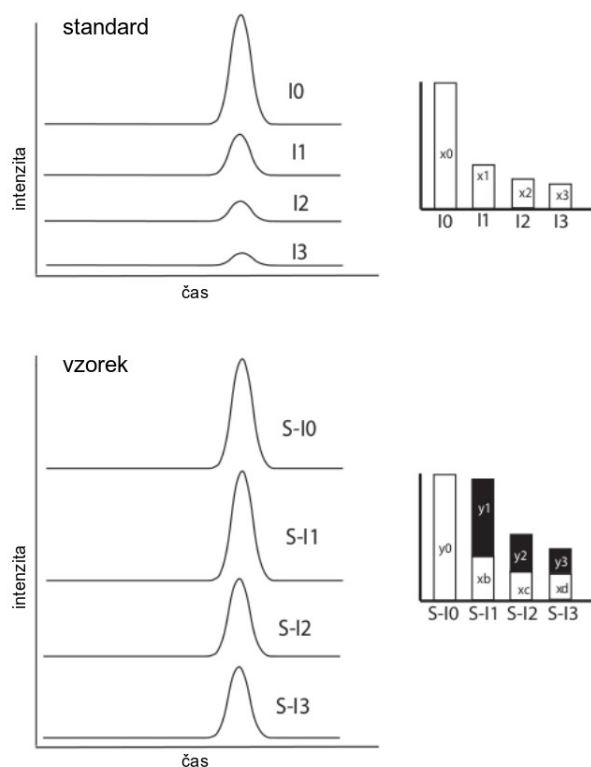 standard
I0
I1
I2
I3
intenzita
čas
x0
x1
x2
x3
I0 I1 I2 I3
vzorek
S-I0
S-I1
S-I2
S-I3
intenzita
čas
y0
y1
xb
y2
xc
y3
xd
S-I0 S-I1 S-I2 S-I3